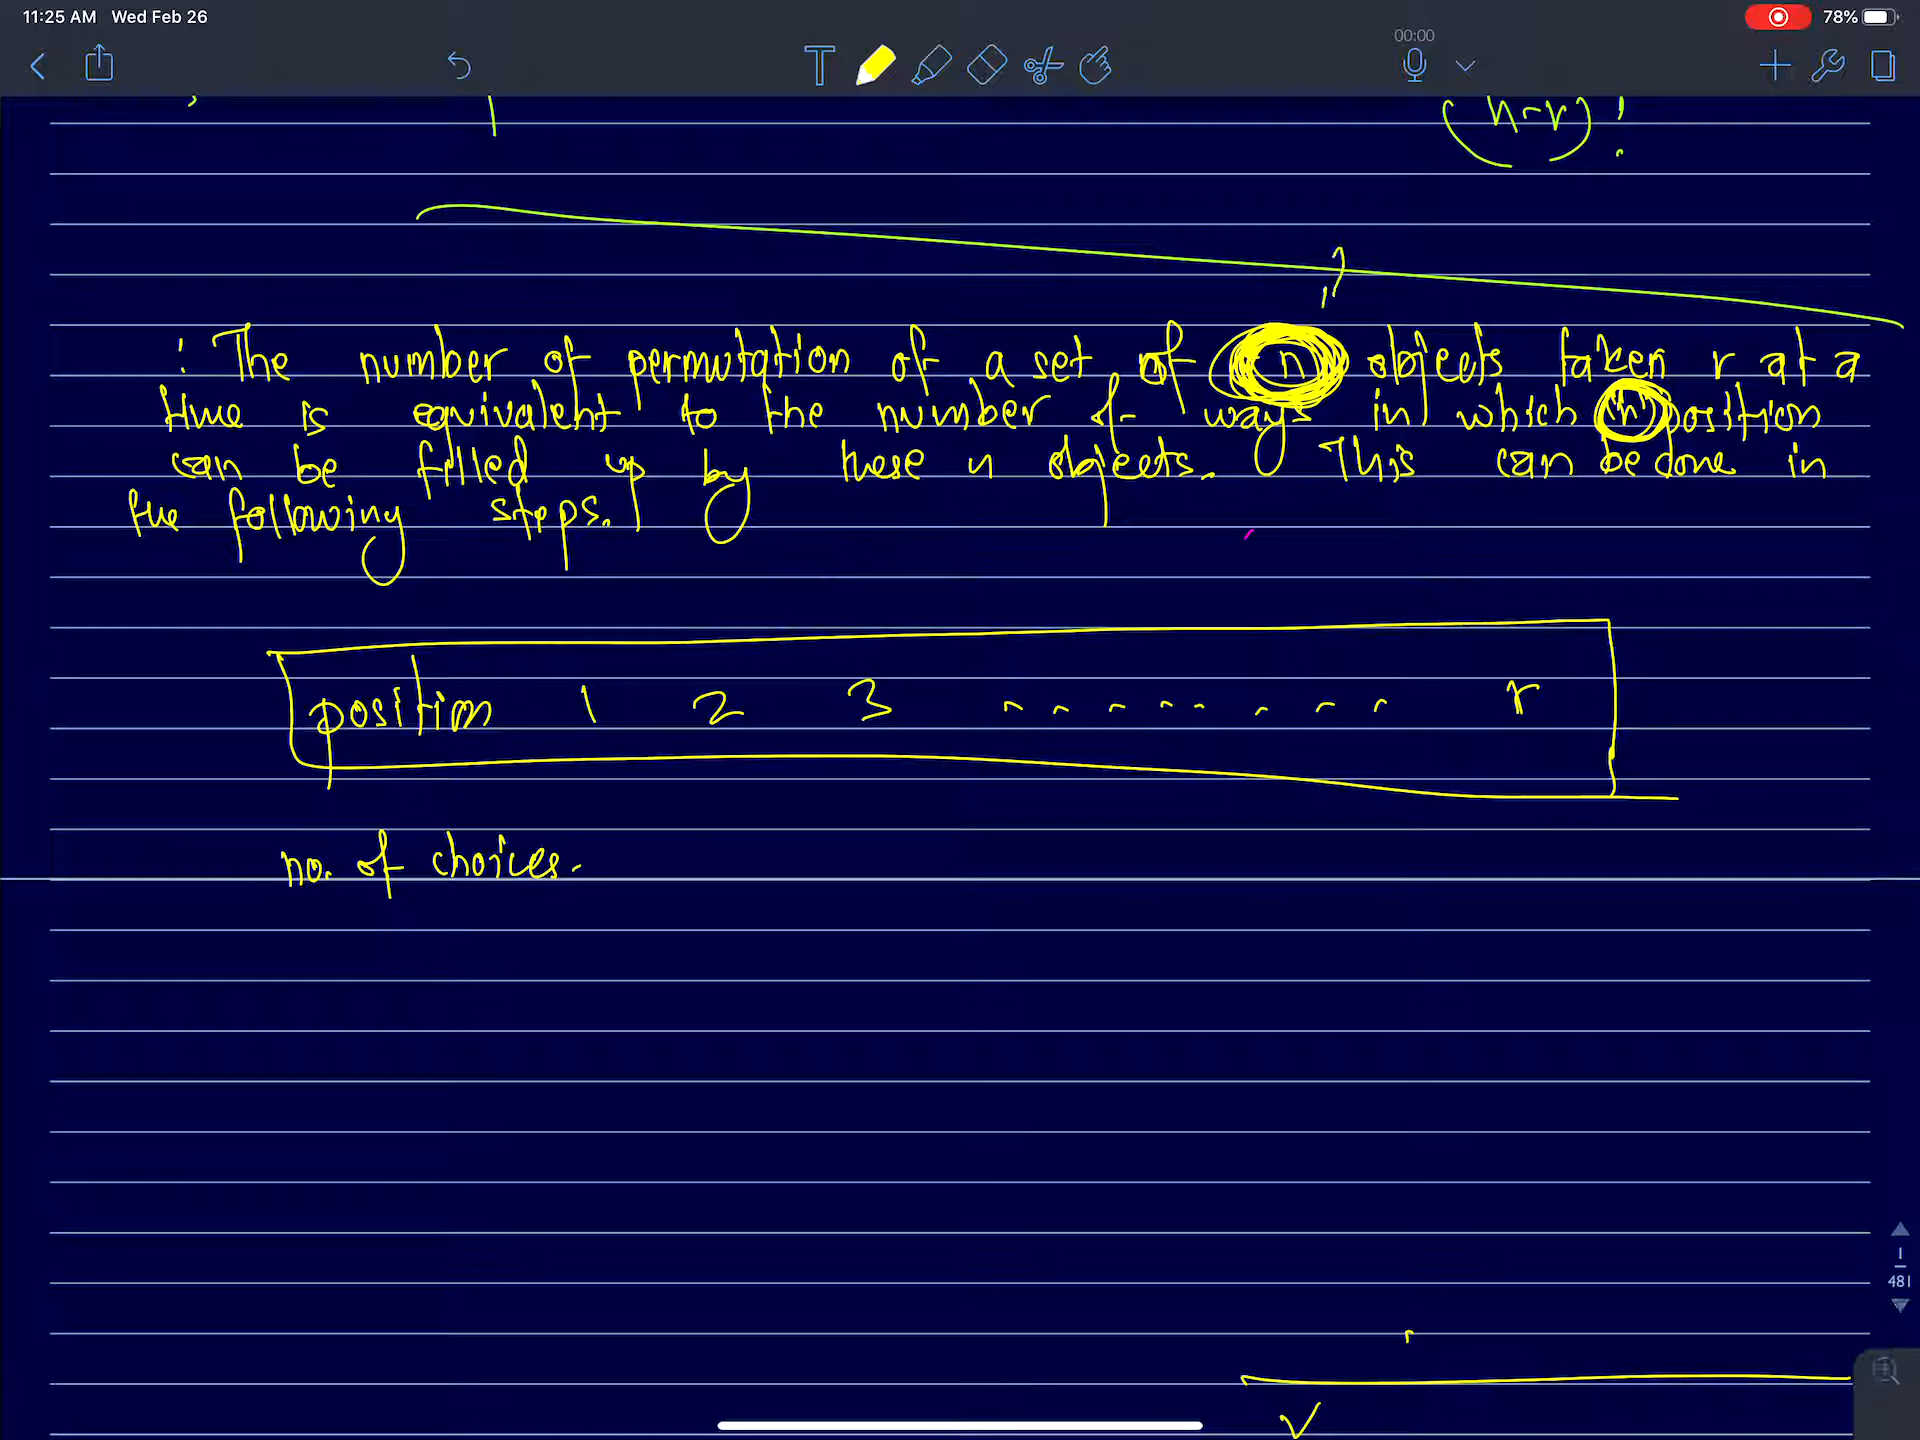 11:25 AM Wed Feb 26
78%
00:00
(n-r)!
: The number of permutation of a set of n objects taken r at a
time is equivalent to the number of ways in which position
can be filled up by these n objects. This can be done in
the following steps.
position 1 2 3 - - - - - - - - r
no. of choices.
1
481